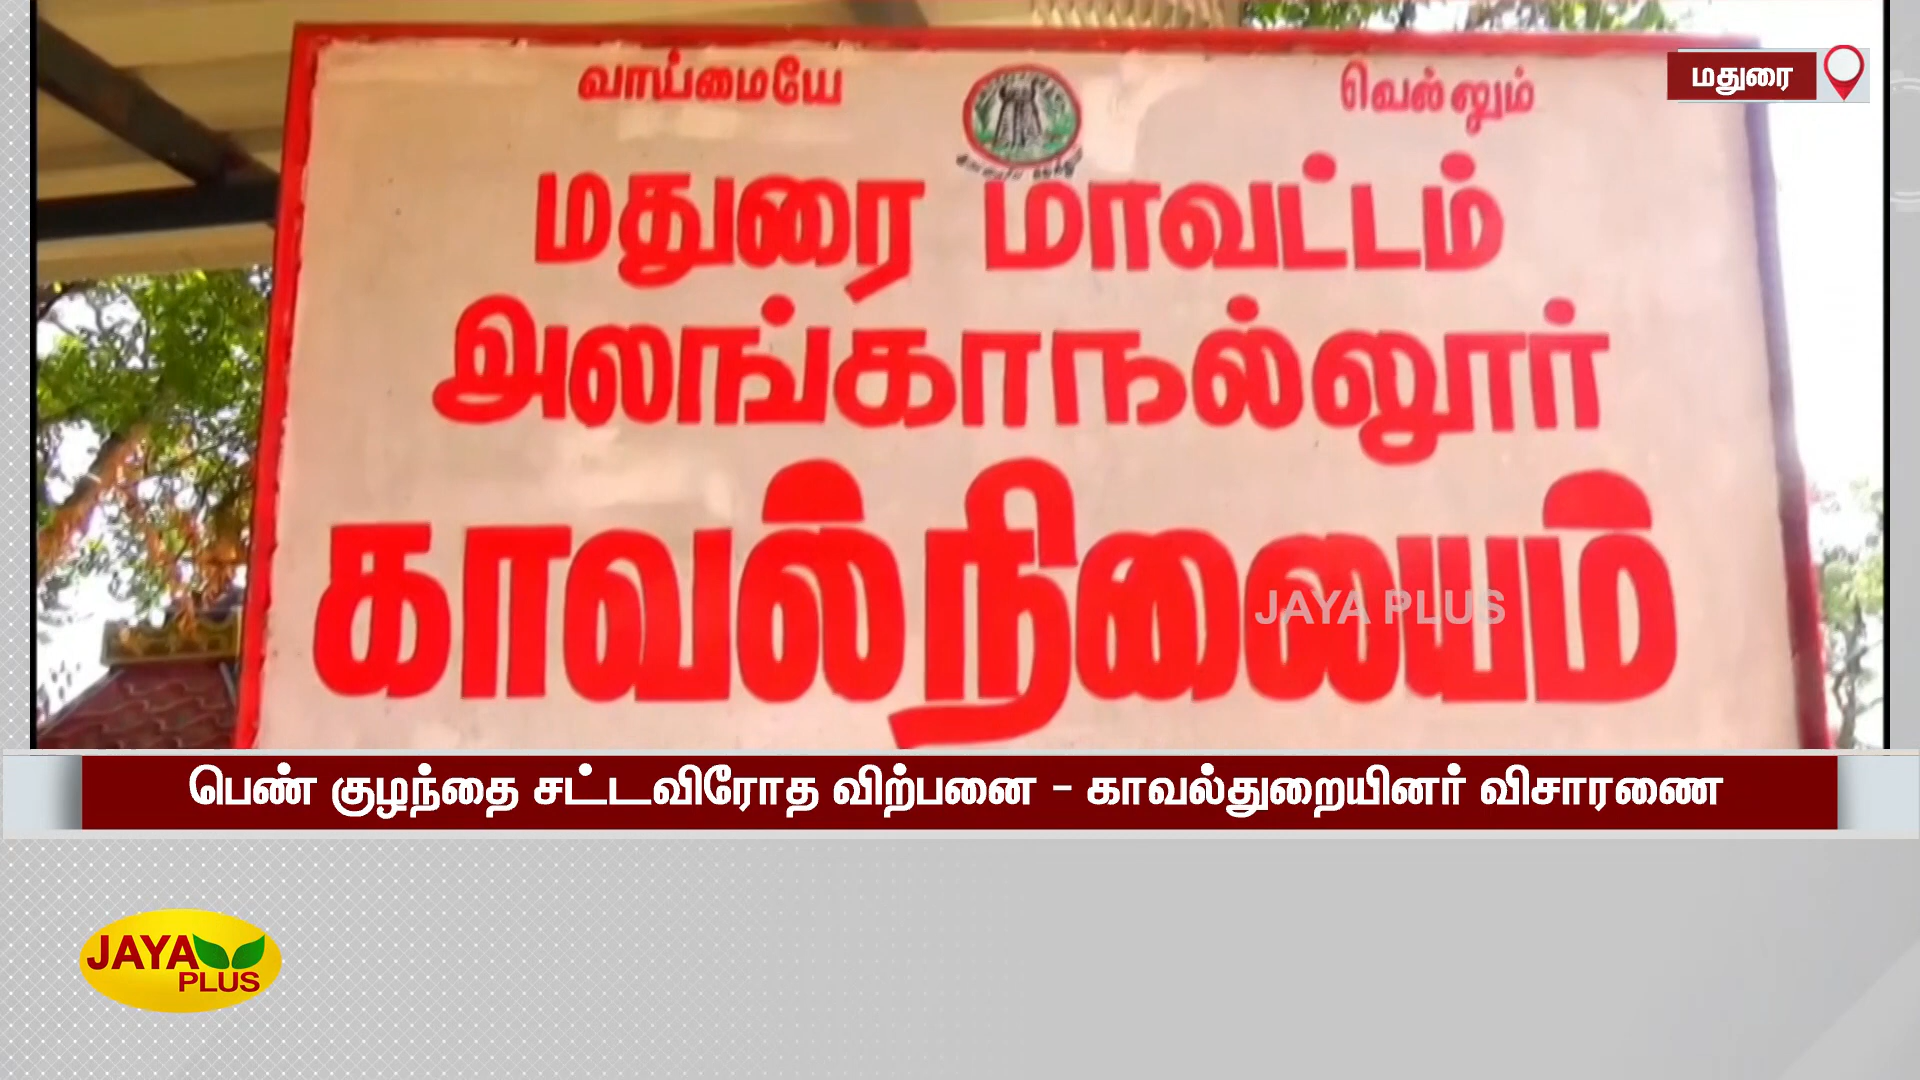 மதுரை
வாய்மையே வெல்லும்
மதுரை மாவட்டம்
அலங்காநல்லூர்
காவல்நிலையம்
JAYA PLUS
பெண் குழந்தை சட்டவிரோத விற்பனை - காவல்துறையினர் விசாரணை
JAYA
PLUS